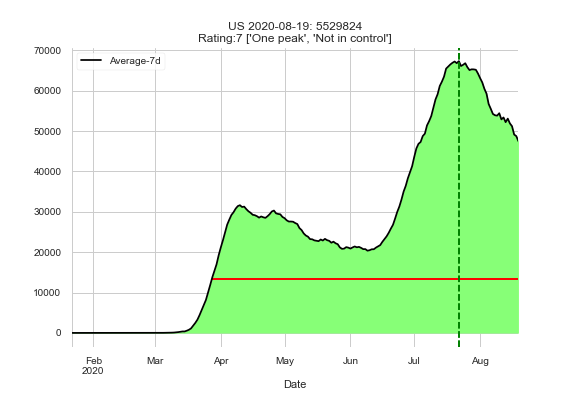 US 2020-08-19: 5529824
Rating:7 ['One peak', 'Not in control']
70000
Average-7d
60000
50000
40000
30000
20000
10000
0
Feb Mar Apr May Jun Jul Aug
2020
Date